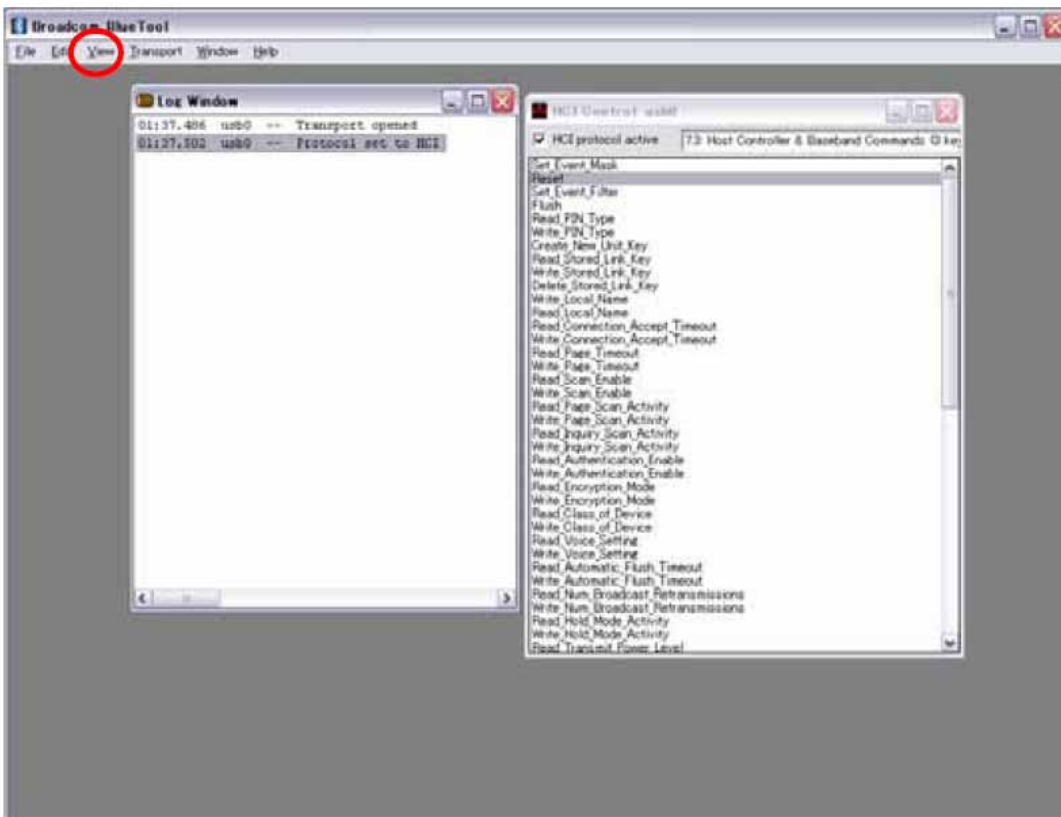 Broadcom BlueTool
File Edit View Transport Window Help
Log Window
01:37.486 usb0 -- Transport opened
01:37.502 usb0 -- Protocol set to HCI
HCI Control usb0
HCI protocol active
7.3: Host Controller & Baseband Commands
Set_Event_Mask
Reset
Set_Event_Filter
Flush
Read_PIN_Type
Write_PIN_Type
Create_New_Unit_Key
Read_Stored_Link_Key
Write_Stored_Link_Key
Delete_Stored_Link_Key
Write_Local_Name
Read_Local_Name
Read_Connection_Accept_Timeout
Write_Connection_Accept_Timeout
Read_Page_Timeout
Write_Page_Timeout
Read_Scan_Enable
Write_Scan_Enable
Read_Page_Scan_Activity
Write_Page_Scan_Activity
Read_Inquiry_Scan_Activity
Write_Inquiry_Scan_Activity
Read_Authentication_Enable
Write_Authentication_Enable
Read_Encryption_Mode
Write_Encryption_Mode
Read_Class_of_Device
Write_Class_of_Device
Read_Voice_Setting
Write_Voice_Setting
Read_Automatic_Flush_Timeout
Write_Automatic_Flush_Timeout
Read_Num_Broadcast_Retransmissions
Write_Num_Broadcast_Retransmissions
Read_Hold_Mode_Activity
Write_Hold_Mode_Activity
Read_Transmit_Power_Level